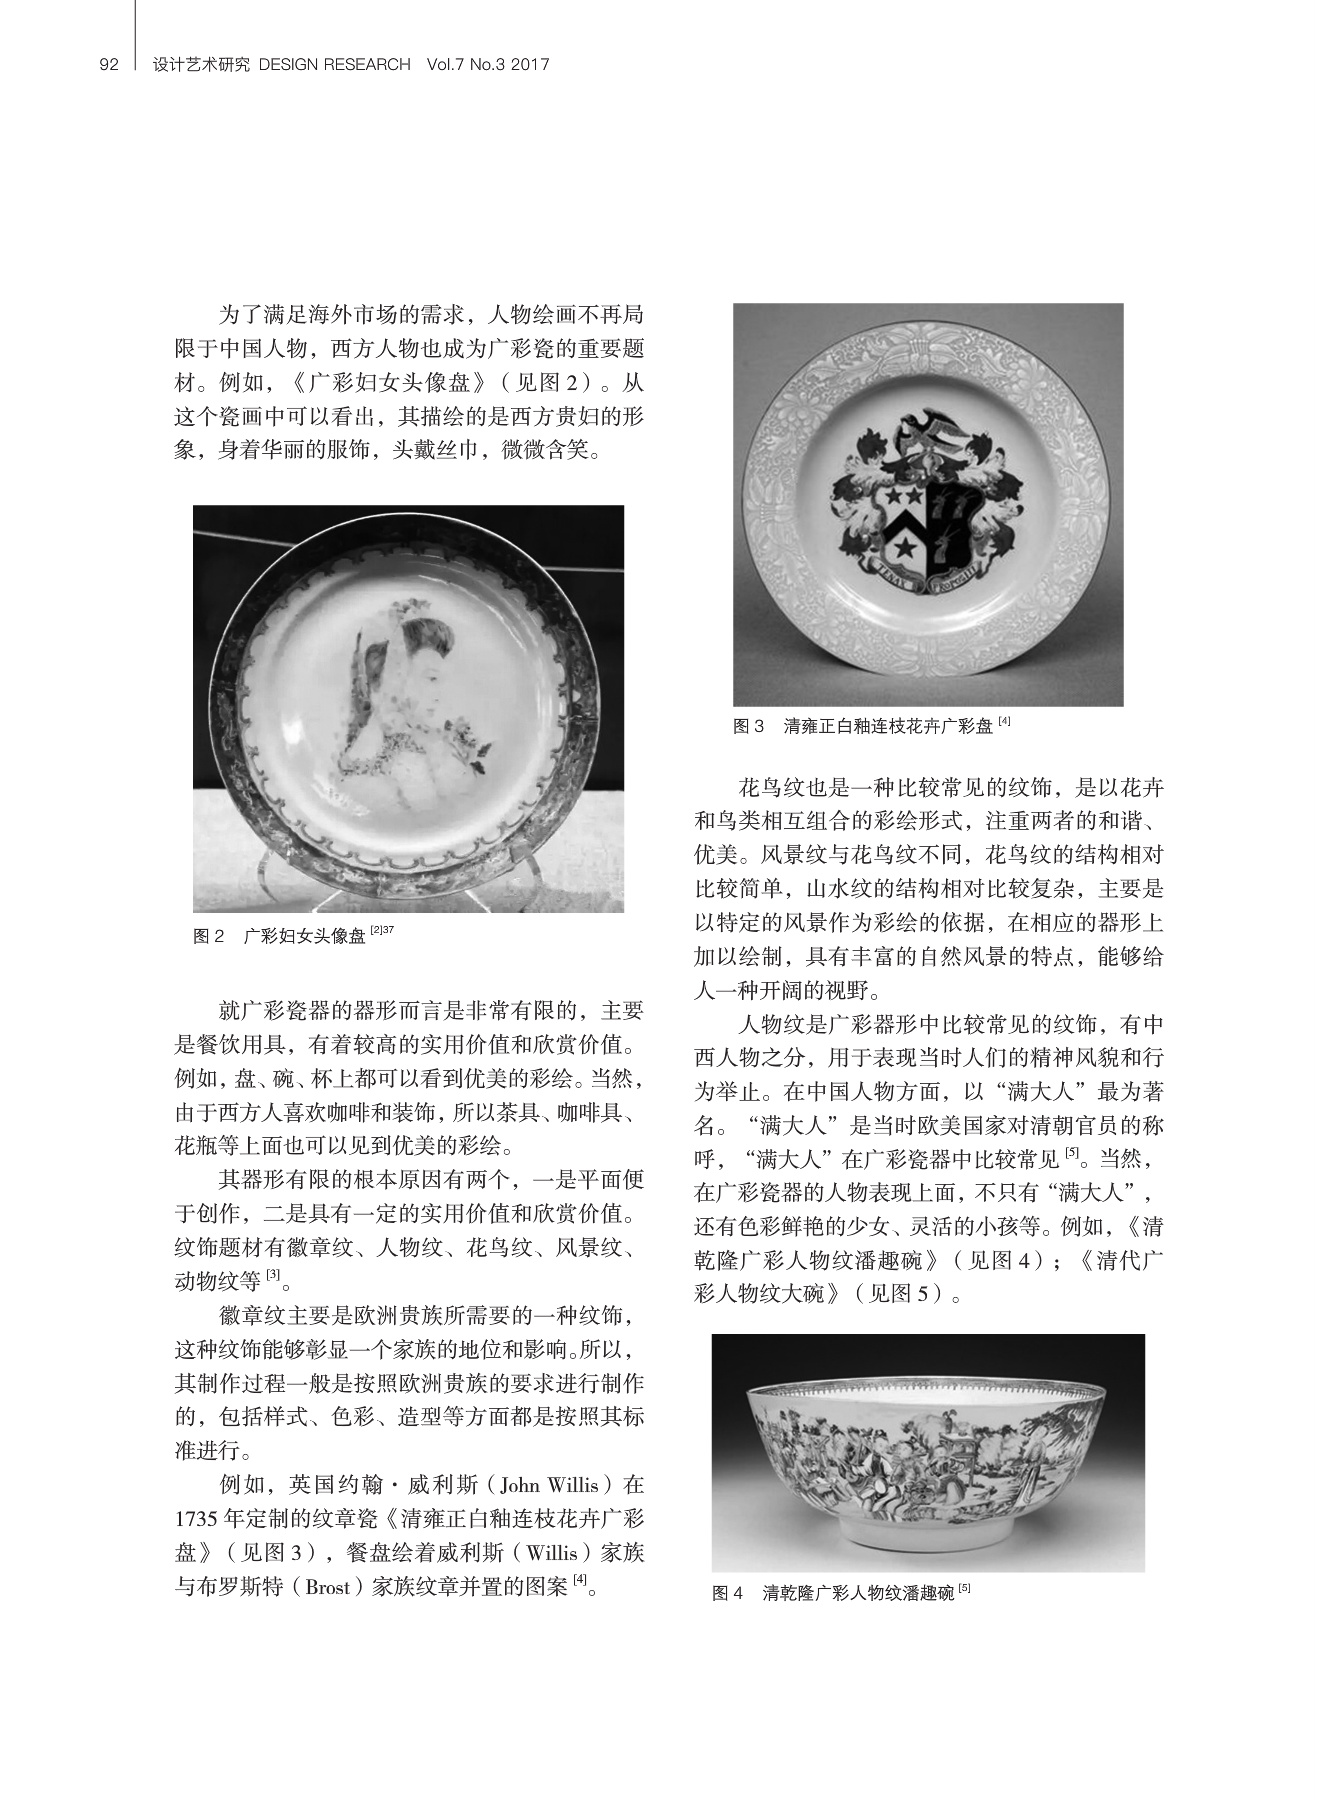 92 设计艺术研究 DESIGN RESEARCH Vol.7 No.3 2017
为了满足海外市场的需求，人物绘画不再局
限于中国人物，西方人物也成为广彩瓷的重要题
材。例如，《广彩妇女头像盘》（见图 2）。从
这个瓷画中可以看出，其描绘的是西方贵妇的形
象，身着华丽的服饰，头戴丝巾，微微含笑。
图 2 广彩妇女头像盘 [2]37
就广彩瓷器的器形而言是非常有限的，主要
是餐饮用具，有着较高的实用价值和欣赏价值。
例如，盘、碗、杯上都可以看到优美的彩绘。当然，
由于西方人喜欢咖啡和装饰，所以茶具、咖啡具、
花瓶等上面也可以见到优美的彩绘。
其器形有限的根本原因有两个，一是平面便
于创作，二是具有一定的实用价值和欣赏价值。
纹饰题材有徽章纹、人物纹、花鸟纹、风景纹、
动物纹等 [3]。
徽章纹主要是欧洲贵族所需要的一种纹饰，
这种纹饰能够彰显一个家族的地位和影响。所以，
其制作过程一般是按照欧洲贵族的要求进行制作
的，包括样式、色彩、造型等方面都是按照其标
准进行。
例如，英国约翰·威利斯（John Willis）在
1735 年定制的纹章瓷《清雍正白釉连枝花卉广彩
盘》（见图 3），餐盘绘着威利斯（Willis）家族
与布罗斯特（Brost）家族纹章并置的图案 [4]。
TENAX PROPOSITI
图 3 清雍正白釉连枝花卉广彩盘 [4]
花鸟纹也是一种比较常见的纹饰，是以花卉
和鸟类相互组合的彩绘形式，注重两者的和谐、
优美。风景纹与花鸟纹不同，花鸟纹的结构相对
比较简单，山水纹的结构相对比较复杂，主要是
以特定的风景作为彩绘的依据，在相应的器形上
加以绘制，具有丰富的自然风景的特点，能够给
人一种开阔的视野。
人物纹是广彩器形中比较常见的纹饰，有中
西人物之分，用于表现当时人们的精神风貌和行
为举止。在中国人物方面，以“满大人”最为著
名。“满大人”是当时欧美国家对清朝官员的称
呼，“满大人”在广彩瓷器中比较常见 [5]。当然，
在广彩瓷器的人物表现上面，不只有“满大人”，
还有色彩鲜艳的少女、灵活的小孩等。例如，《清
乾隆广彩人物纹潘趣碗》（见图 4）；《清代广
彩人物纹大碗》（见图 5）。
图 4 清乾隆广彩人物纹潘趣碗 [5]